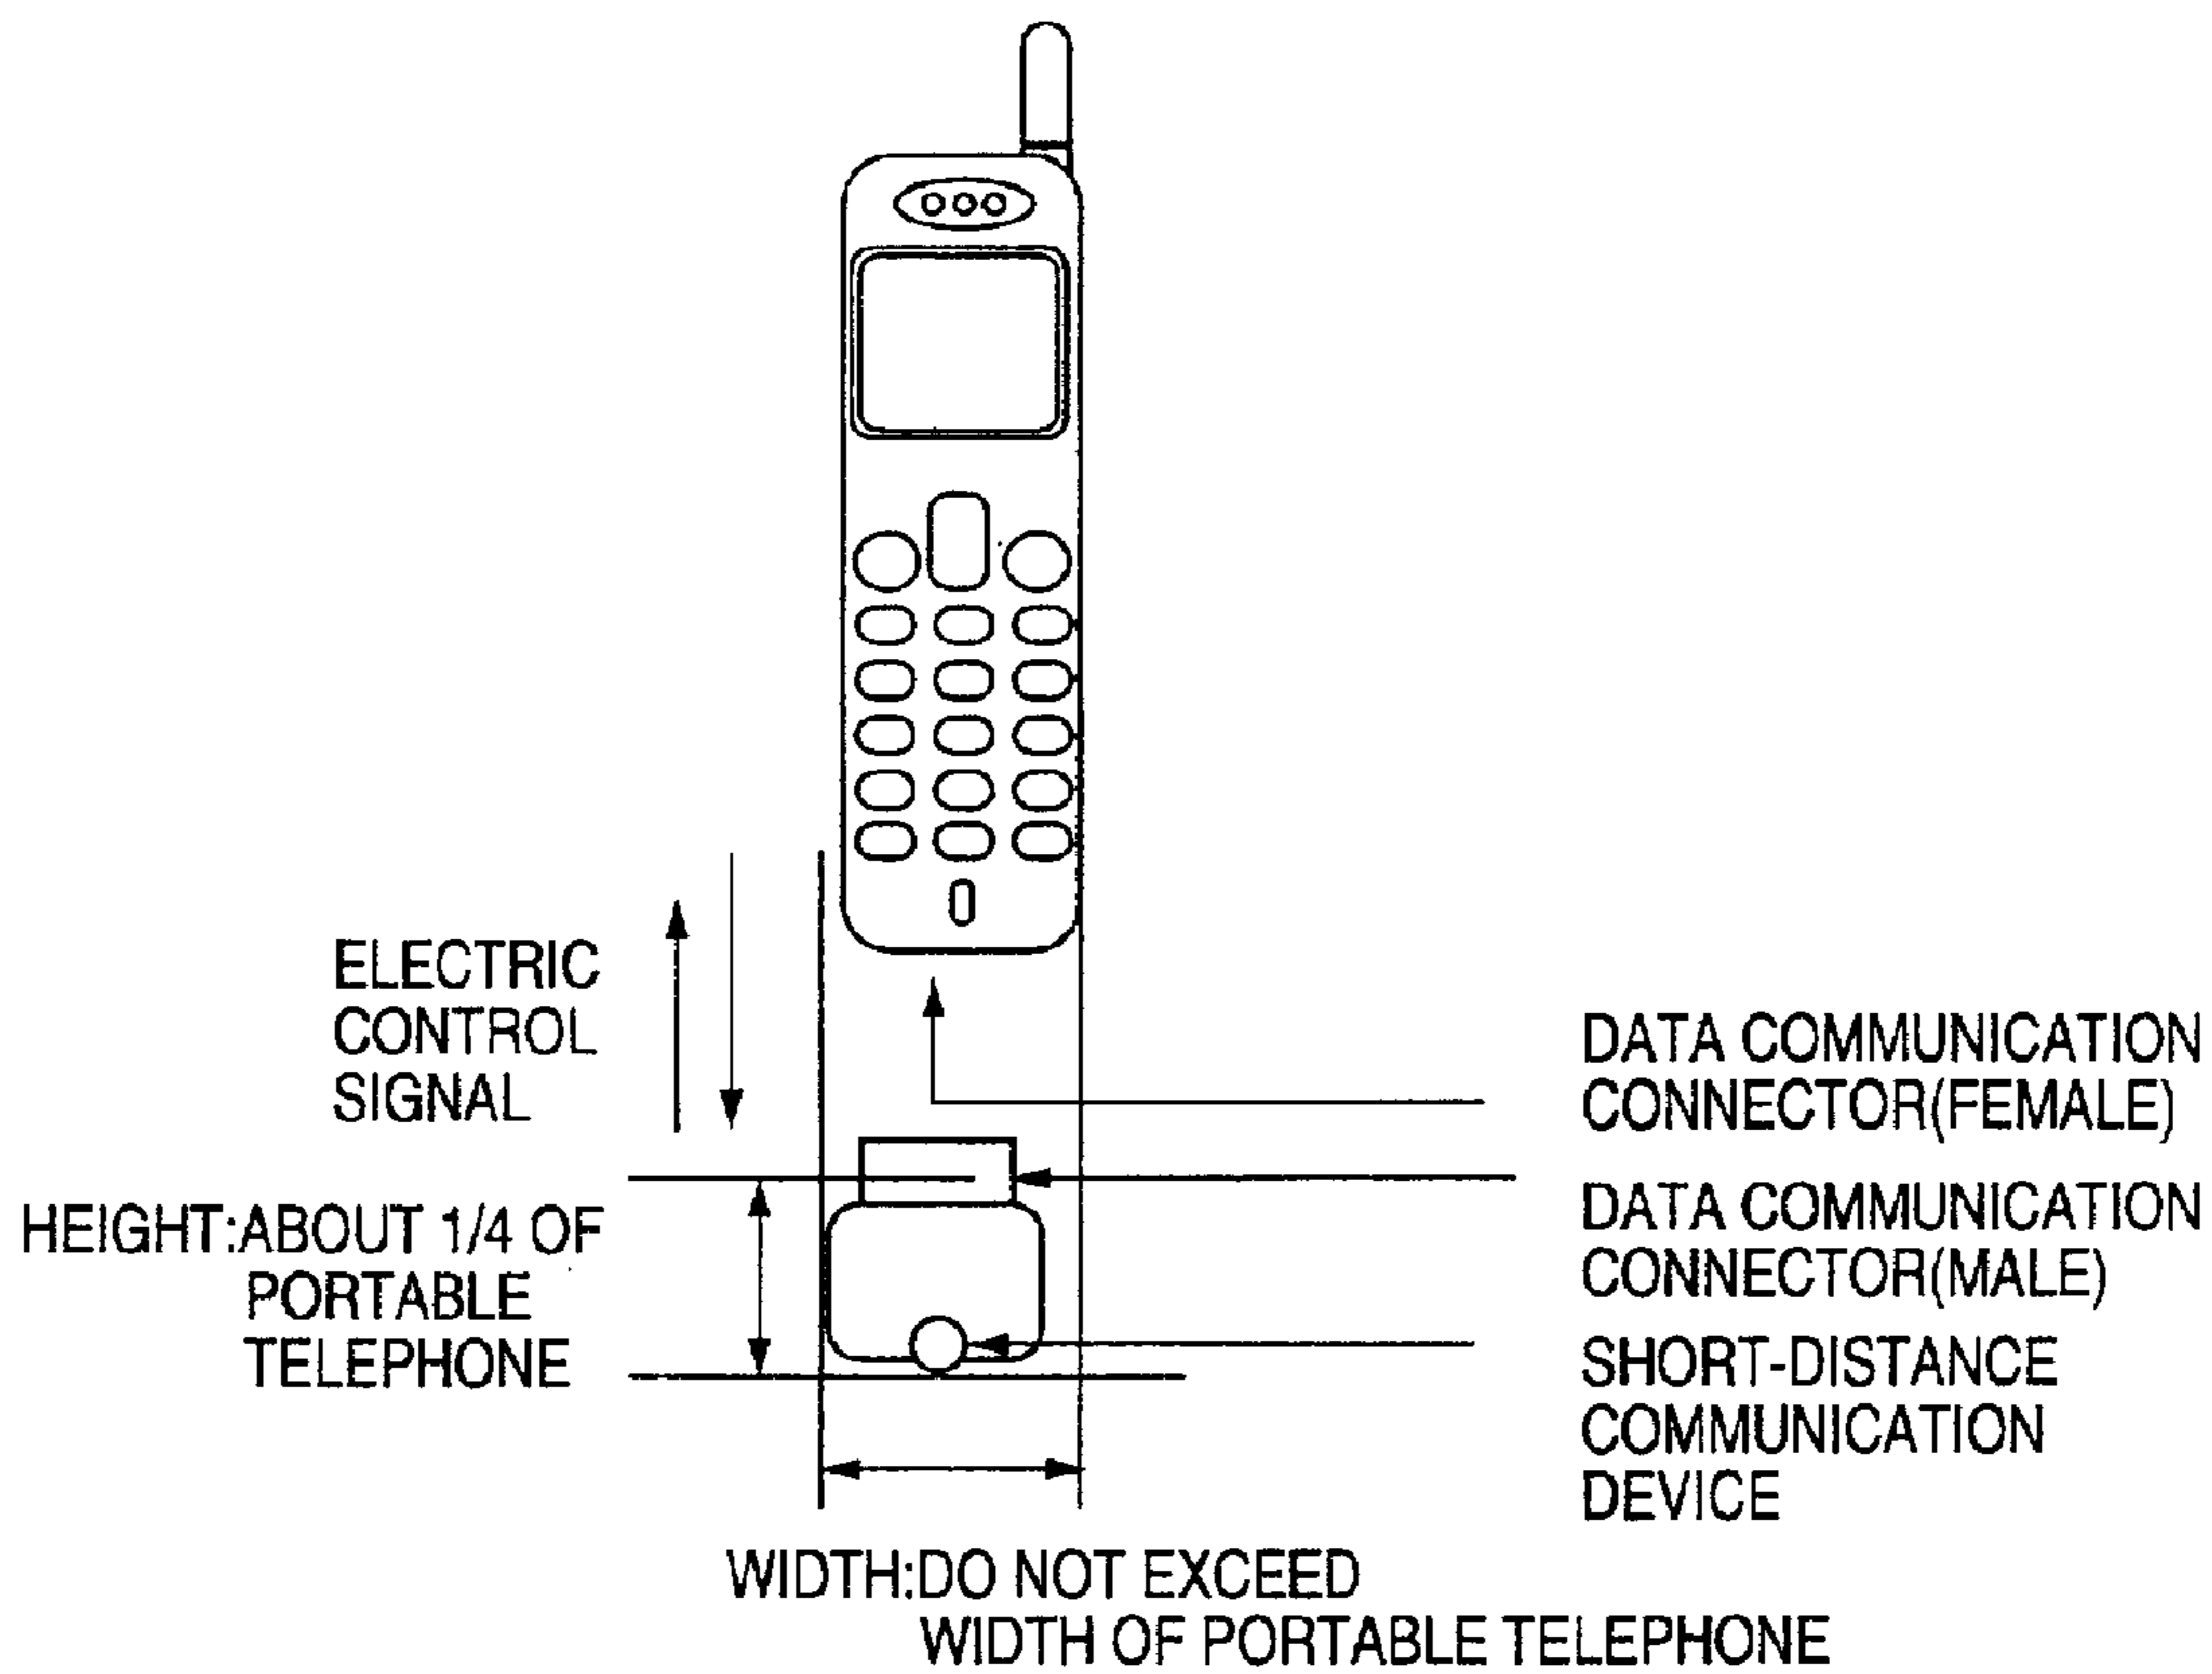 ELECTRIC
CONTROL
SIGNAL
DATA COMMUNICATION
CONNECTOR(FEMALE)
HEIGHT:ABOUT 1/4 OF
PORTABLE
TELEPHONE
DATA COMMUNICATION
CONNECTOR(MALE)
SHORT-DISTANCE
COMMUNICATION
DEVICE
WIDTH:DO NOT EXCEED
WIDTH OF PORTABLE TELEPHONE